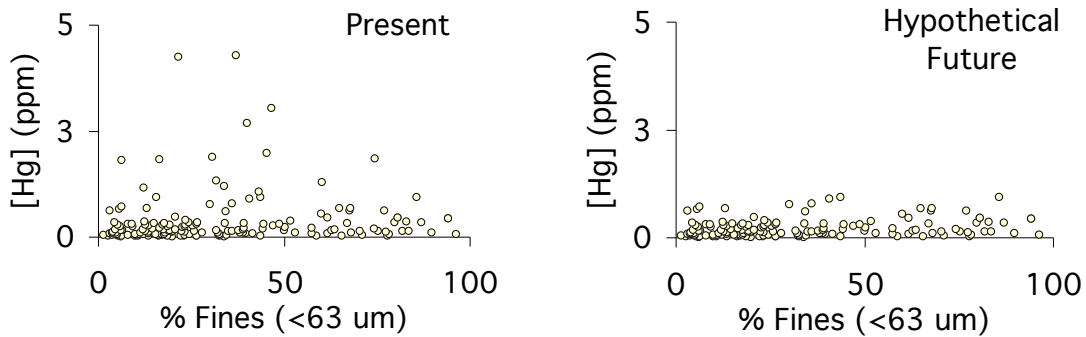 Present
[Hg] (ppm)
5
3
0
0 50 100
% Fines (<63 um)
Hypothetical
Future
[Hg] (ppm)
5
3
0
0 50 100
% Fines (<63 um)